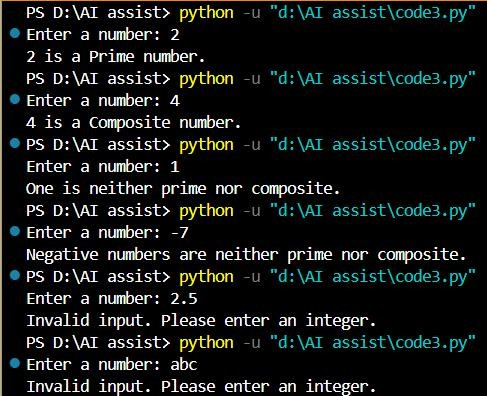 PS D:\AI assist> python -u "d:\AI assist\code3.py"
Enter a number: 2
2 is a Prime number.
PS D:\AI assist> python -u "d:\AI assist\code3.py"
Enter a number: 4
4 is a Composite number.
PS D:\AI assist> python -u "d:\AI assist\code3.py"
Enter a number: 1
One is neither prime nor composite.
PS D:\AI assist> python -u "d:\AI assist\code3.py"
Enter a number: -7
Negative numbers are neither prime nor composite.
PS D:\AI assist> python -u "d:\AI assist\code3.py"
Enter a number: 2.5
Invalid input. Please enter an integer.
PS D:\AI assist> python -u "d:\AI assist\code3.py"
Enter a number: abc
Invalid input. Please enter an integer.